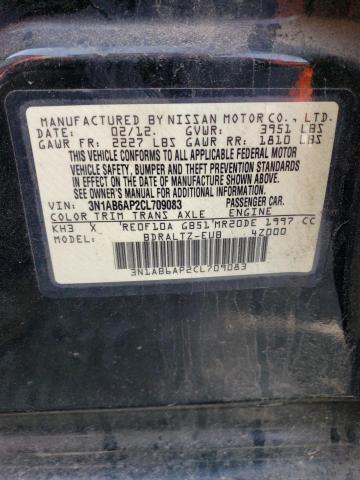 MANUFACTURED BY NISSAN MOTOR CO., LTD.
DATE: 02/12. GVWR: 3951 LBS
GAWR FR: 2227 LBS GAWR RR: 1810 LBS
THIS VEHICLE CONFORMS TO ALL APPLICABLE FEDERAL MOTOR
VEHICLE SAFETY, BUMPER AND THEFT PREVENTION STANDARDS
IN EFFECT ON THE DATE OF MANUFACTURE SHOWN ABOVE.
SEE OWNER'S MANUAL FOR ADDITIONAL INFORMATION.
VIN: 3N1AB6AP2CL709083 PASSENGER CAR.
COLOR TRIM TRANS AXLE ENGINE
KH3 X RE0F10A GB51 MR20DE 1997 CC
MODEL: BDRALTZ-EUB 4Z000
3N1AB6AP2CL709083